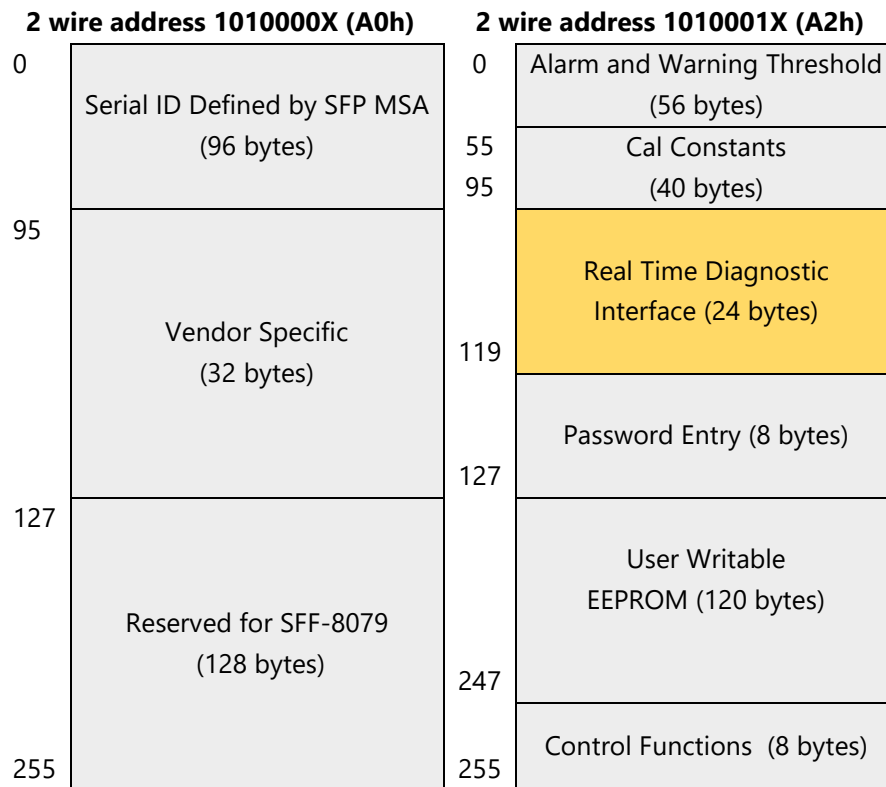 2 wire address 1010000X (A0h)
0
Serial ID Defined by SFP MSA
(96 bytes)
95
Vendor Specific
(32 bytes)
127
Reserved for SFF-8079
(128 bytes)
255
2 wire address 1010001X (A2h)
0
Alarm and Warning Threshold
(56 bytes)
55
Cal Constants
95
(40 bytes)
Real Time Diagnostic
Interface (24 bytes)
119
Password Entry (8 bytes)
127
User Writable
EEPROM (120 bytes)
247
Control Functions (8 bytes)
255